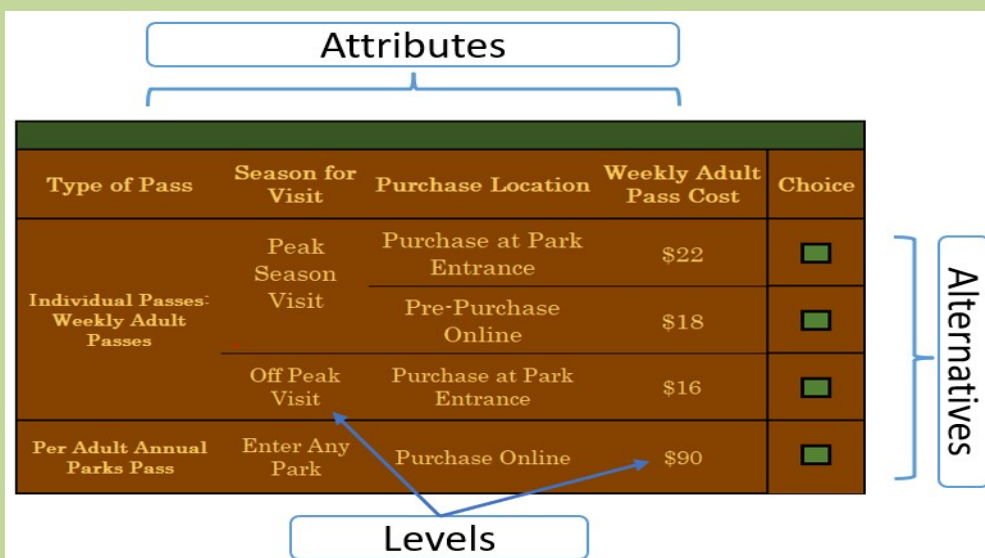 Attributes
Type of Pass
Season for
Visit
Purchase Location
Weekly Adult
Pass Cost
Choice
Individual Passes:
Weekly Adult
Passes
Peak
Season
Visit
Purchase at Park
Entrance
$22
Pre-Purchase
Online
$18
Off Peak
Visit
Purchase at Park
Entrance
$16
Per Adult Annual
Parks Pass
Enter Any
Park
Purchase Online
$90
Alternatives
Levels